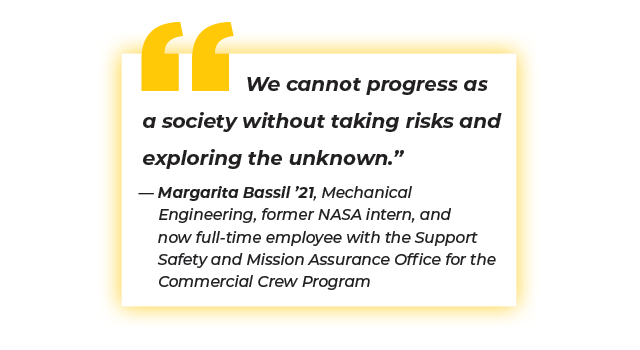 “ We cannot progress as
a society without taking risks and
exploring the unknown.”
— Margarita Bassil ’21, Mechanical
Engineering, former NASA intern, and
now full-time employee with the Support
Safety and Mission Assurance Office for the
Commercial Crew Program